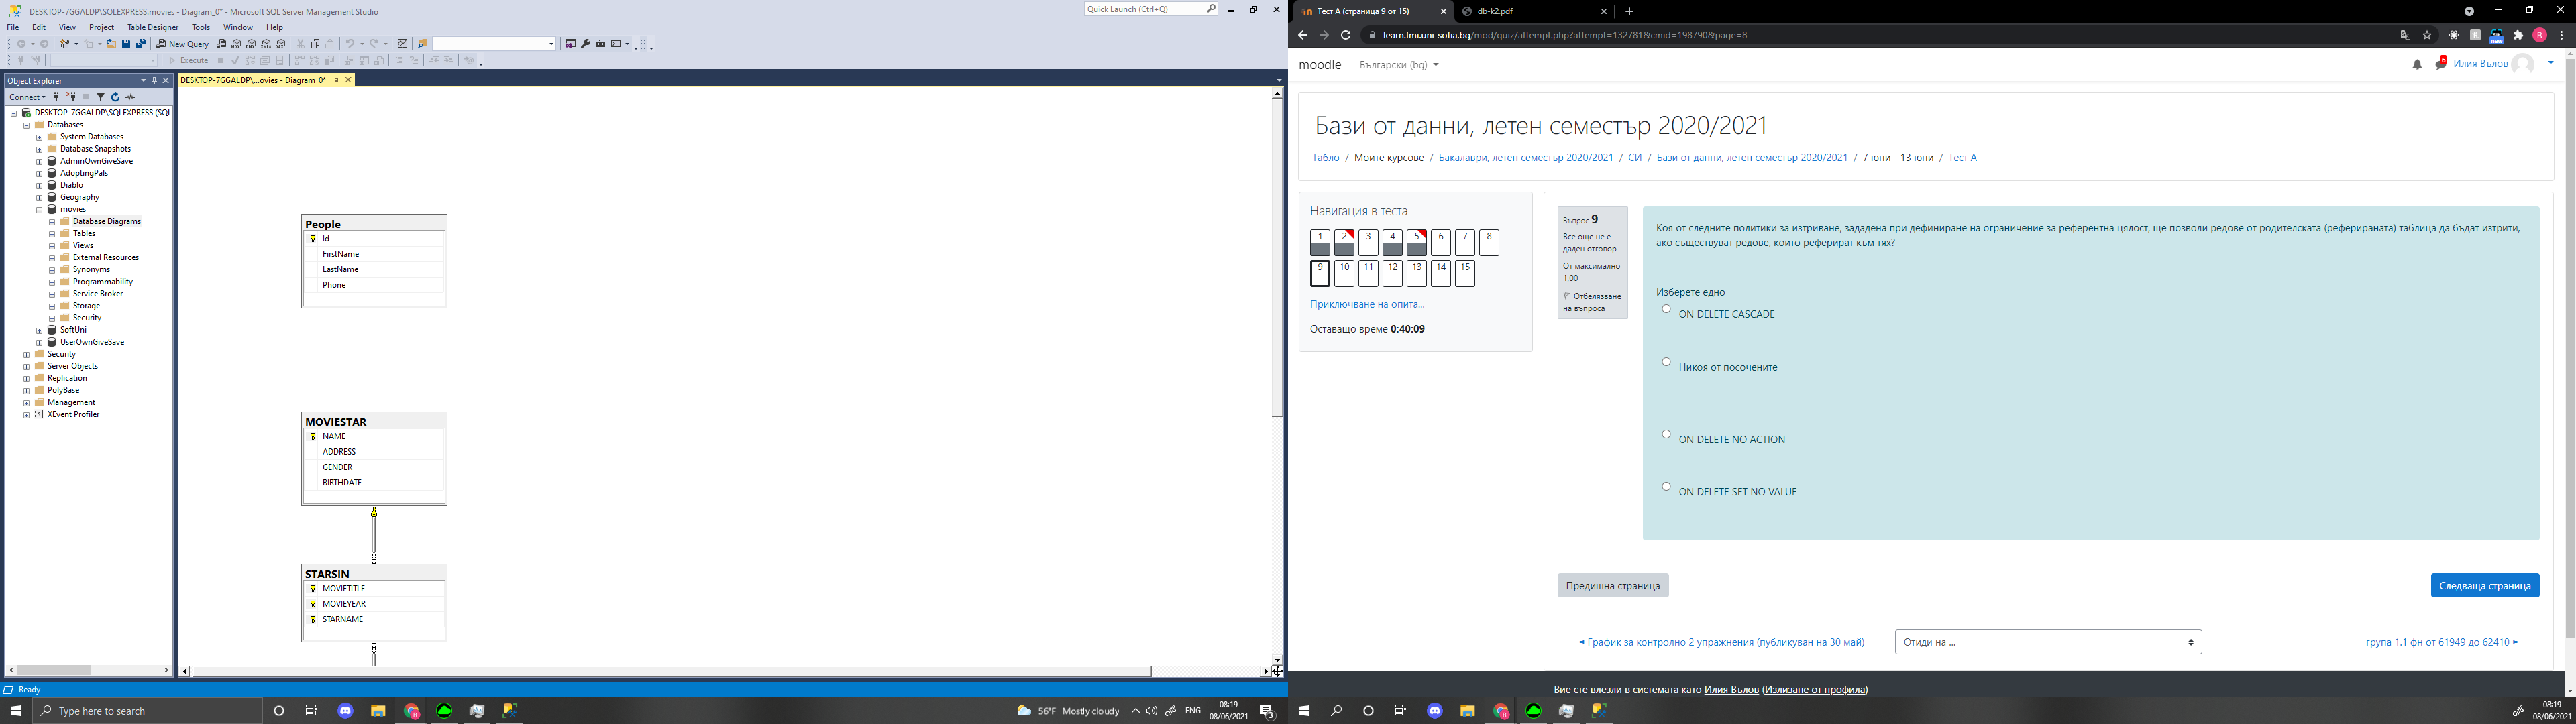 DESKTOP-7GGALDP\SQLEXPRESS.movies - Diagram_0* - Microsoft SQL Server Management Studio
Quick Launch (Ctrl+Q)
File Edit View Project Table Designer Tools Window Help
New Query
Execute
Object Explorer
DESKTOP-7GGALDP\...ovies - Diagram_0*
Connect
DESKTOP-7GGALDP\SQLEXPRESS (SQL
Databases
System Databases
Database Snapshots
AdminOwnGiveSave
AdoptingPals
Diablo
Geography
movies
Database Diagrams
Tables
Views
External Resources
Synonyms
Programmability
Service Broker
Storage
Security
SoftUni
UserOwnGiveSave
Security
Server Objects
Replication
PolyBase
Management
XEvent Profiler
People
Id
FirstName
LastName
Phone
MOVIESTAR
NAME
ADDRESS
GENDER
BIRTHDATE
STARSIN
MOVIETITLE
MOVIEYEAR
STARNAME
Ready
Type here to search
56°F Mostly cloudy
ENG
08:19
08/06/2021
3
Тест А (страница 9 от 15)
db-k2.pdf
learn.fmi.uni-sofia.bg/mod/quiz/attempt.php?attempt=132781&cmid=198790&page=8
new
R
moodle
Български (bg)
6
Илия Вълов
Бази от данни, летен семестър 2020/2021
Табло / Моите курсове / Бакалаври, летен семестър 2020/2021 / СИ / Бази от данни, летен семестър 2020/2021 / 7 юни - 13 юни / Тест А
Навигация в теста
1 2 3 4 5 6 7 8
9 10 11 12 13 14 15
Приключване на опита...
Оставащо време 0:40:09
Въпрос 9
Все още не е
даден отговор
От максимално
1,00
Отбелязване
на въпроса
Коя от следните политики за изтриване, зададена при дефиниране на ограничение за референтна цялост, ще позволи редове от родителската (реферираната) таблица да бъдат изтрити,
ако съществуват редове, които реферират към тях?
Изберете едно
ON DELETE CASCADE
Никоя от посочените
ON DELETE NO ACTION
ON DELETE SET NO VALUE
Предишна страница
Следваща страница
◄ График за контролно 2 упражнения (публикуван на 30 май)
Отиди на ...
група 1.1 фн от 61949 до 62410 ►
Вие сте влезли в системата като Илия Вълов (Излизане от профила)
08:19
08/06/2021